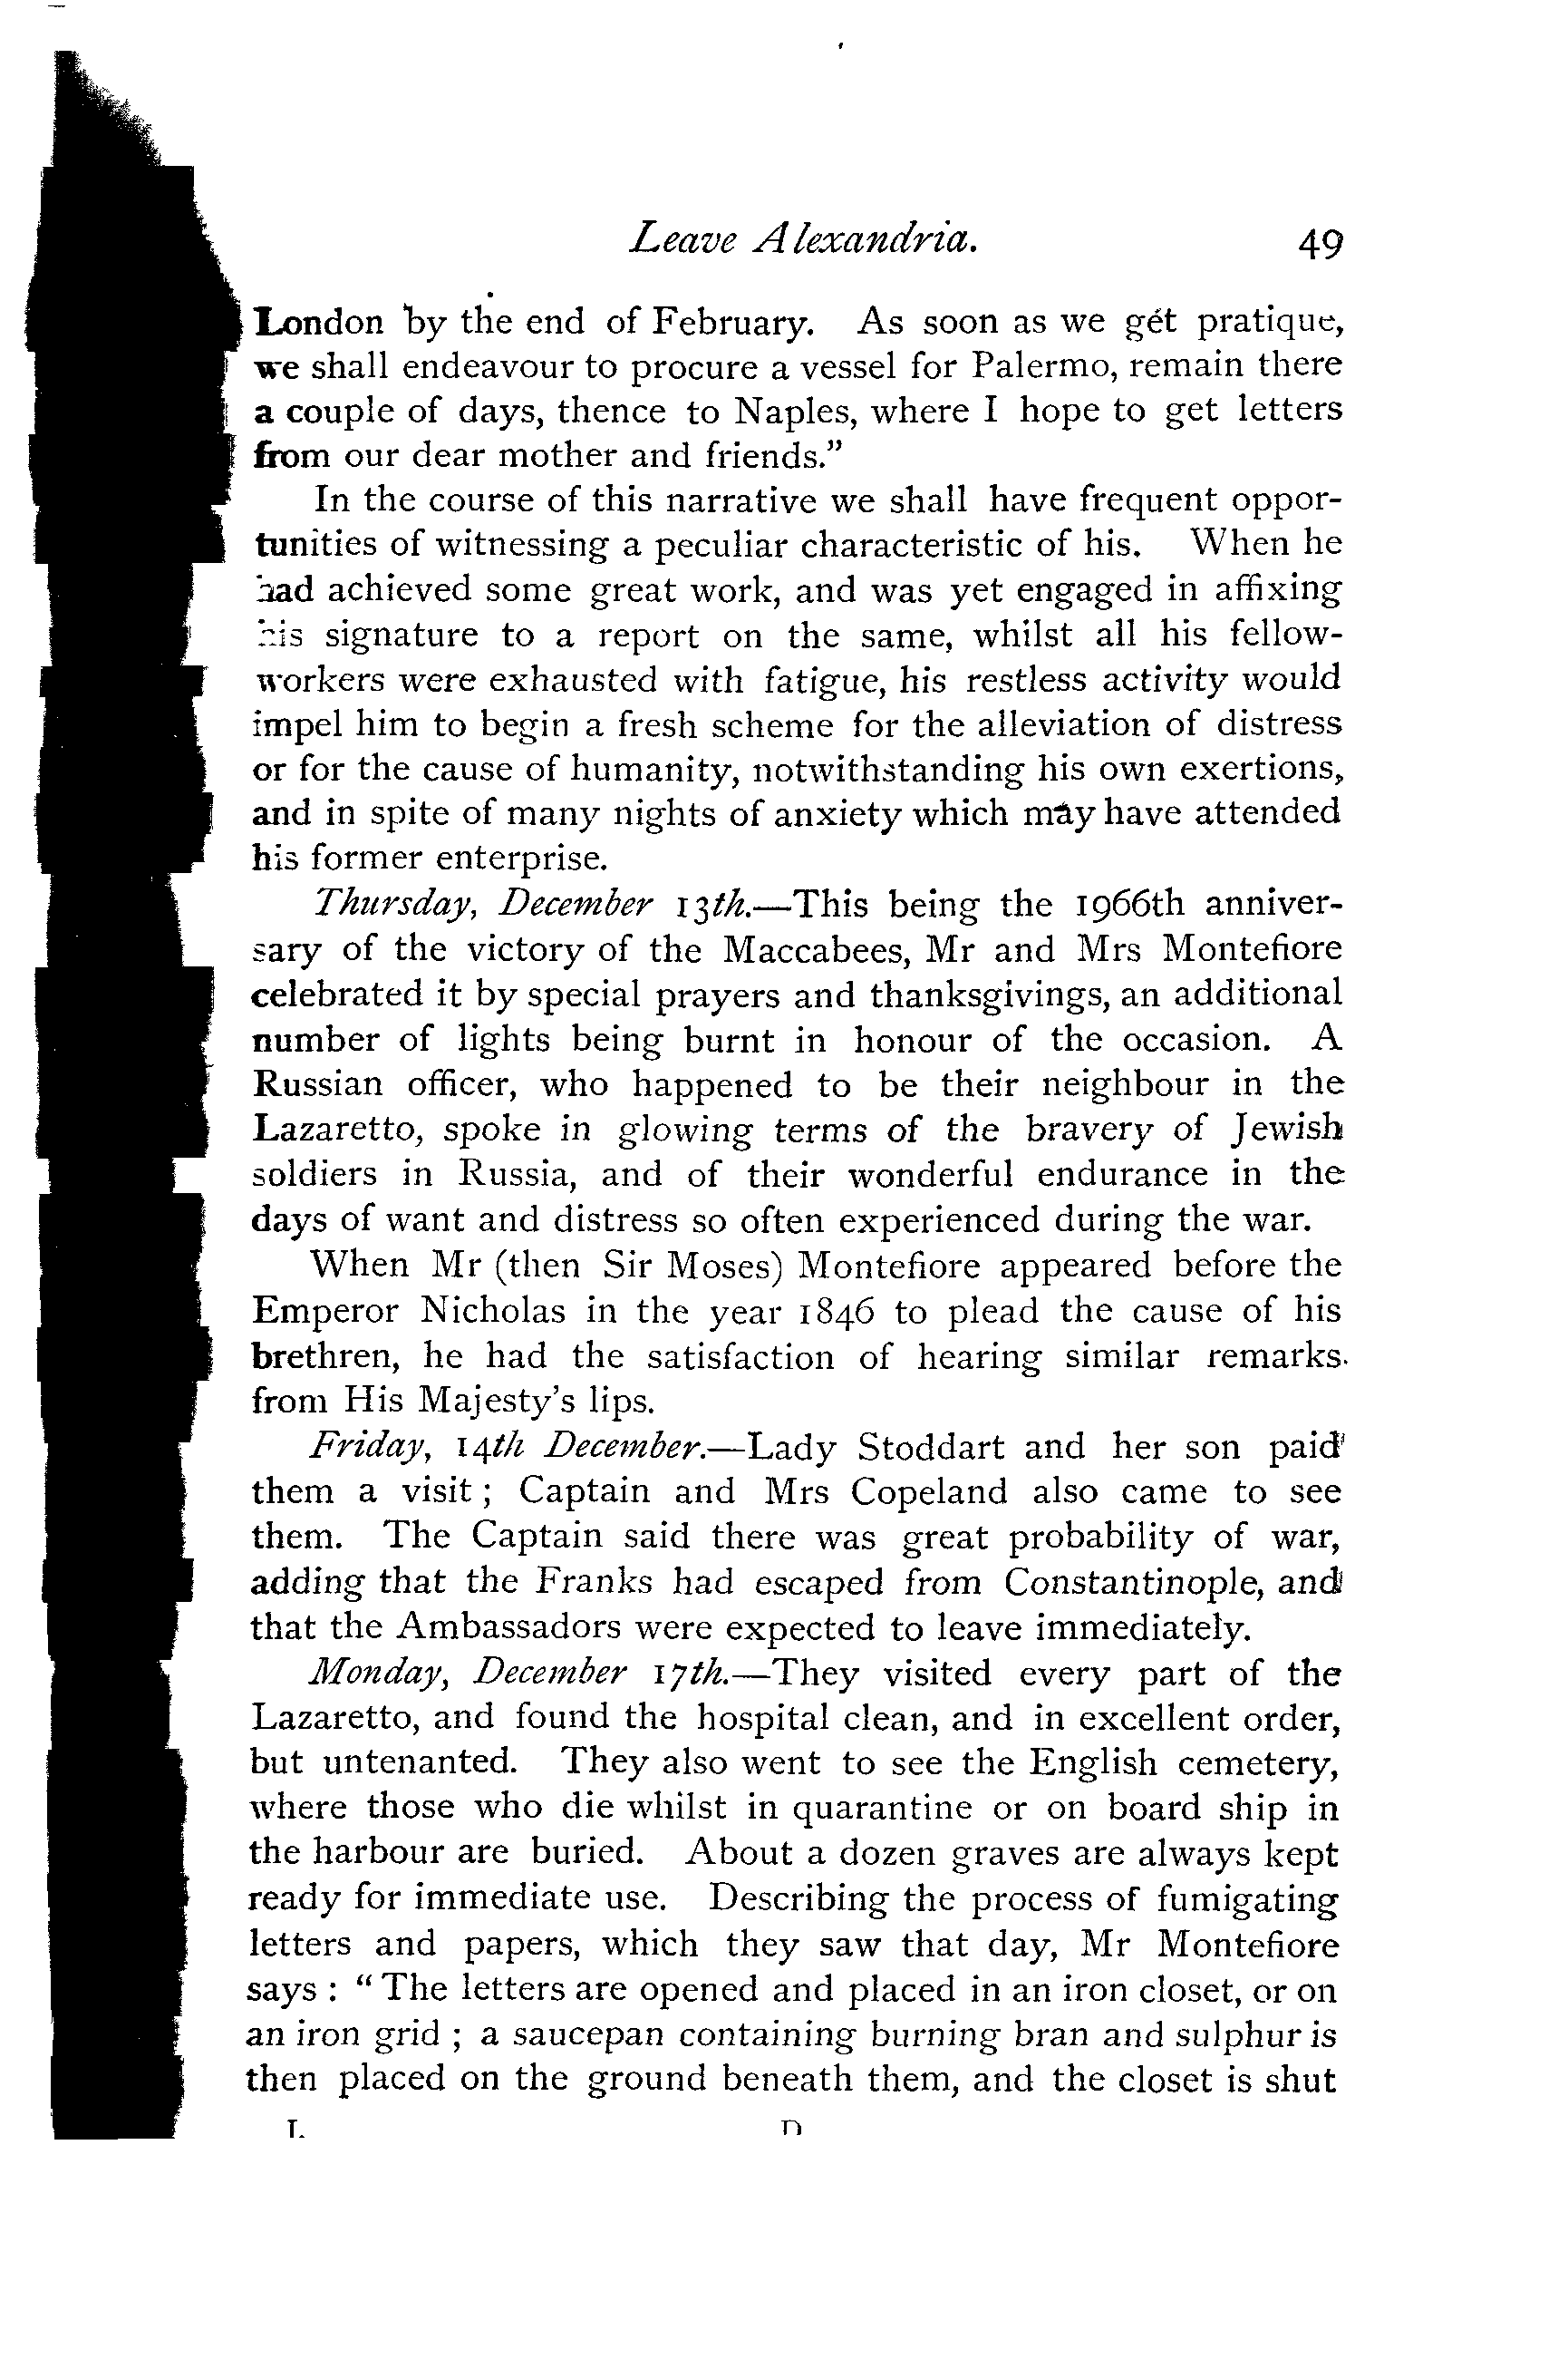 Leave Alexandria. 49
London by the end of February. As soon as we get pratique,
we shall endeavour to procure a vessel for Palermo, remain there
a couple of days, thence to Naples, where I hope to get letters
from our dear mother and friends.”
In the course of this narrative we shall have frequent oppor-
tunities of witnessing a peculiar characteristic of his. When he
had achieved some great work, and was yet engaged in affixing
his signature to a report on the same, whilst all his fellow-
workers were exhausted with fatigue, his restless activity would
impel him to begin a fresh scheme for the alleviation of distress
or for the cause of humanity, notwithstanding his own exertions,
and in spite of many nights of anxiety which may have attended
his former enterprise.
Thursday, December 13th.—This being the 1966th anniver-
sary of the victory of the Maccabees, Mr and Mrs Montefiore
celebrated it by special prayers and thanksgivings, an additional
number of lights being burnt in honour of the occasion. A
Russian officer, who happened to be their neighbour in the
Lazaretto, spoke in glowing terms of the bravery of Jewish
soldiers in Russia, and of their wonderful endurance in the
days of want and distress so often experienced during the war.
When Mr (then Sir Moses) Montefiore appeared before the
Emperor Nicholas in the year 1846 to plead the cause of his
brethren, he had the satisfaction of hearing similar remarks
from His Majesty's lips.
Friday, 14th December.—Lady Stoddart and her son paid
them a visit ; Captain and Mrs Copeland also came to see
them. The Captain said there was great probability of war,
adding that the Franks had escaped from Constantinople, and
that the Ambassadors were expected to leave immediately.
Monday, December 17th.—They visited every part of the
Lazaretto, and found the hospital clean, and in excellent order,
but untenanted. They also went to see the English cemetery,
where those who die whilst in quarantine or on board ship in
the harbour are buried. About a dozen graves are always kept
ready for immediate use. Describing the process of fumigating
letters and papers, which they saw that day, Mr Montefiore
says : “ The letters are opened and placed in an iron closet, or on
an iron grid ; a saucepan containing burning bran and sulphur is
then placed on the ground beneath them, and the closet is shut